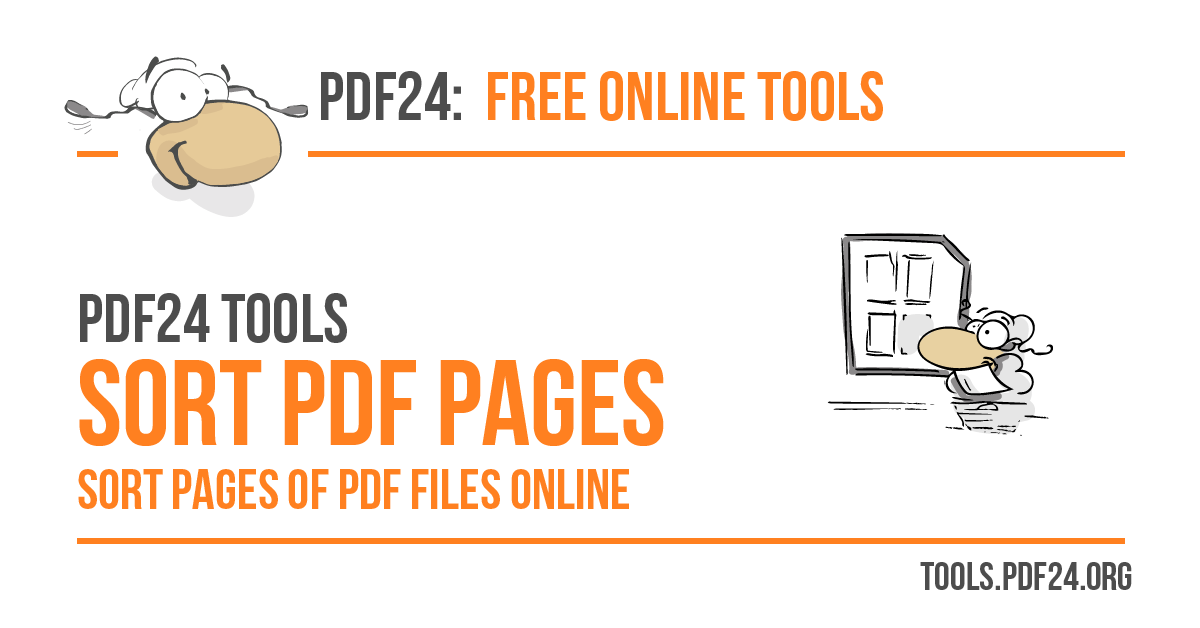 PDF24: FREE ONLINE TOOLS
PDF24 TOOLS
SORT PDF PAGES
SORT PAGES OF PDF FILES ONLINE
TOOLS.PDF24.ORG